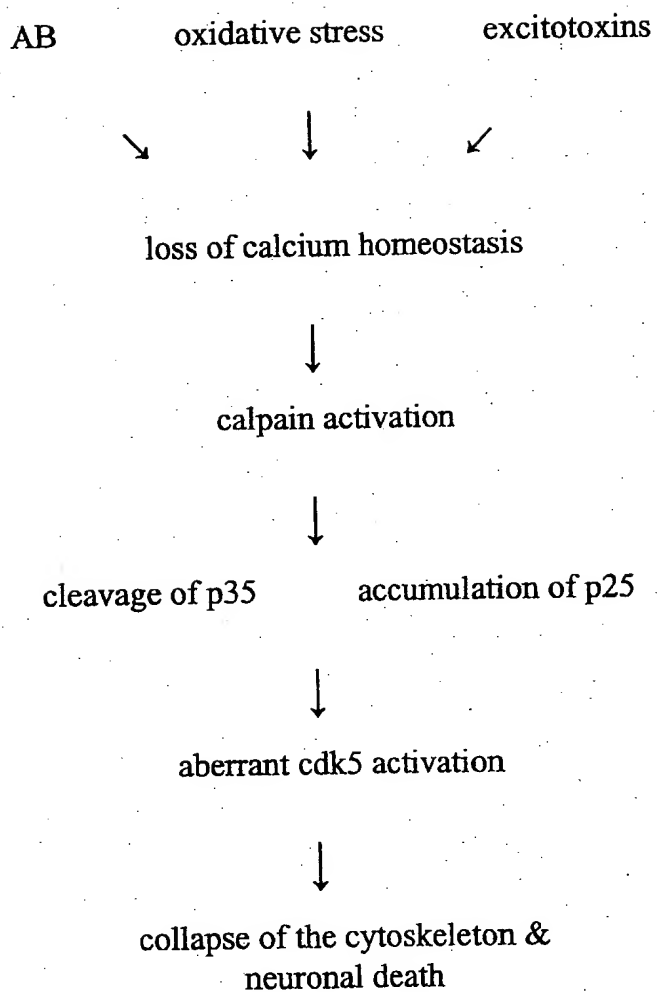 AB oxidative stress excitotoxins
loss of calcium homeostasis
calpain activation
cleavage of p35 accumulation of p25
aberrant cdk5 activation
collapse of the cytoskeleton &
neuronal death